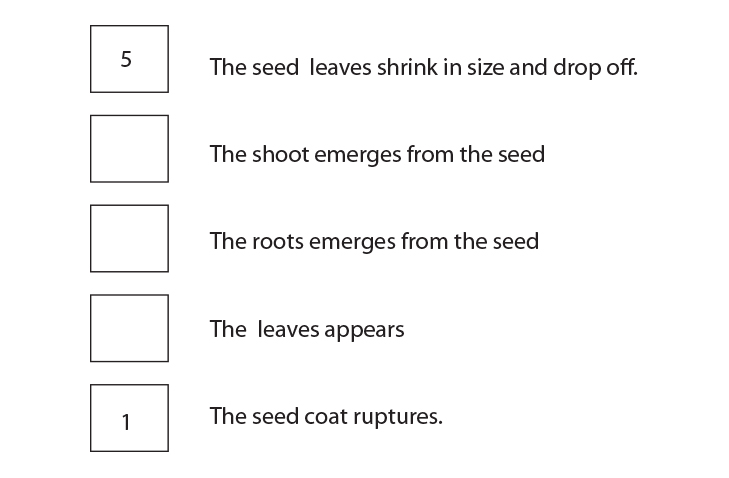 5 The seed leaves shrink in size and drop off.
The shoot emerges from the seed
The roots emerges from the seed
The leaves appears
1 The seed coat ruptures.